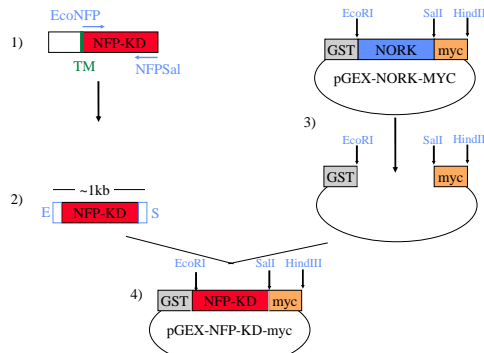 EcoNFP
1)
NFP-KD
TM
NFPSal
EcoRI
SalI
HindIII
GST
NORK
myc
pGEX-NORK-MYC
3)
EcoRI
SalI
HindII
GST
myc
2)
~1kb
E
NFP-KD
S
EcoRI
SalI
HindIII
4)
GST
NFP-KD
myc
pGEX-NFP-KD-myc